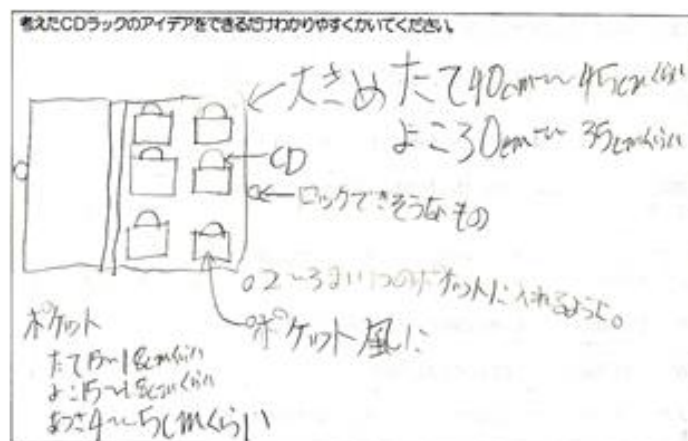 考えたCDラックのアイデアをできるだけわかりやすくかいてください。
大きめ たて40cm〜45cmくらい
よこ30cm〜35cmくらい
CD
ロックできそうなもの
○2〜3まい1つのポケットに入れるように。
ポケット風に
ポケット
たて15〜18cmくらい
よこ15〜18cmくらい
あつさ4〜5cmくらい